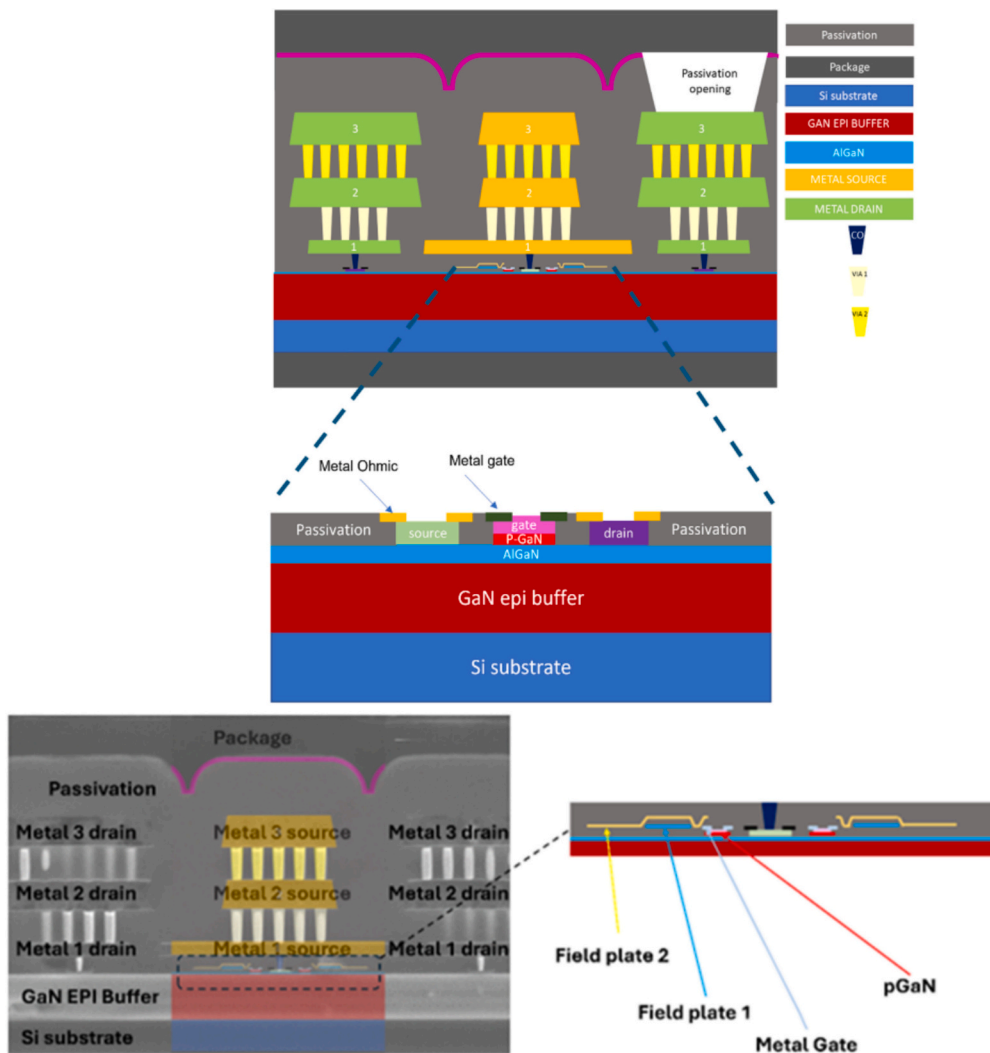 Passivation
opening
3
3
3
2
2
2
1
1
1
Passivation
Package
Si substrate
GAN EPI BUFFER
AlGaN
METAL SOURCE
METAL DRAIN
CO
VIA 1
VIA 2
Metal Ohmic
Metal gate
Passivation
source
gate
P-GaN
drain
Passivation
AlGaN
GaN epi buffer
Si substrate
Package
Passivation
Metal 3 drain
Metal 3 source
Metal 3 drain
Metal 2 drain
Metal 2 source
Metal 2 drain
Metal 1 drain
Metal 1 source
Metal 1 drain
GaN EPI Buffer
Si substrate
Field plate 2
Field plate 1
Metal Gate
pGaN